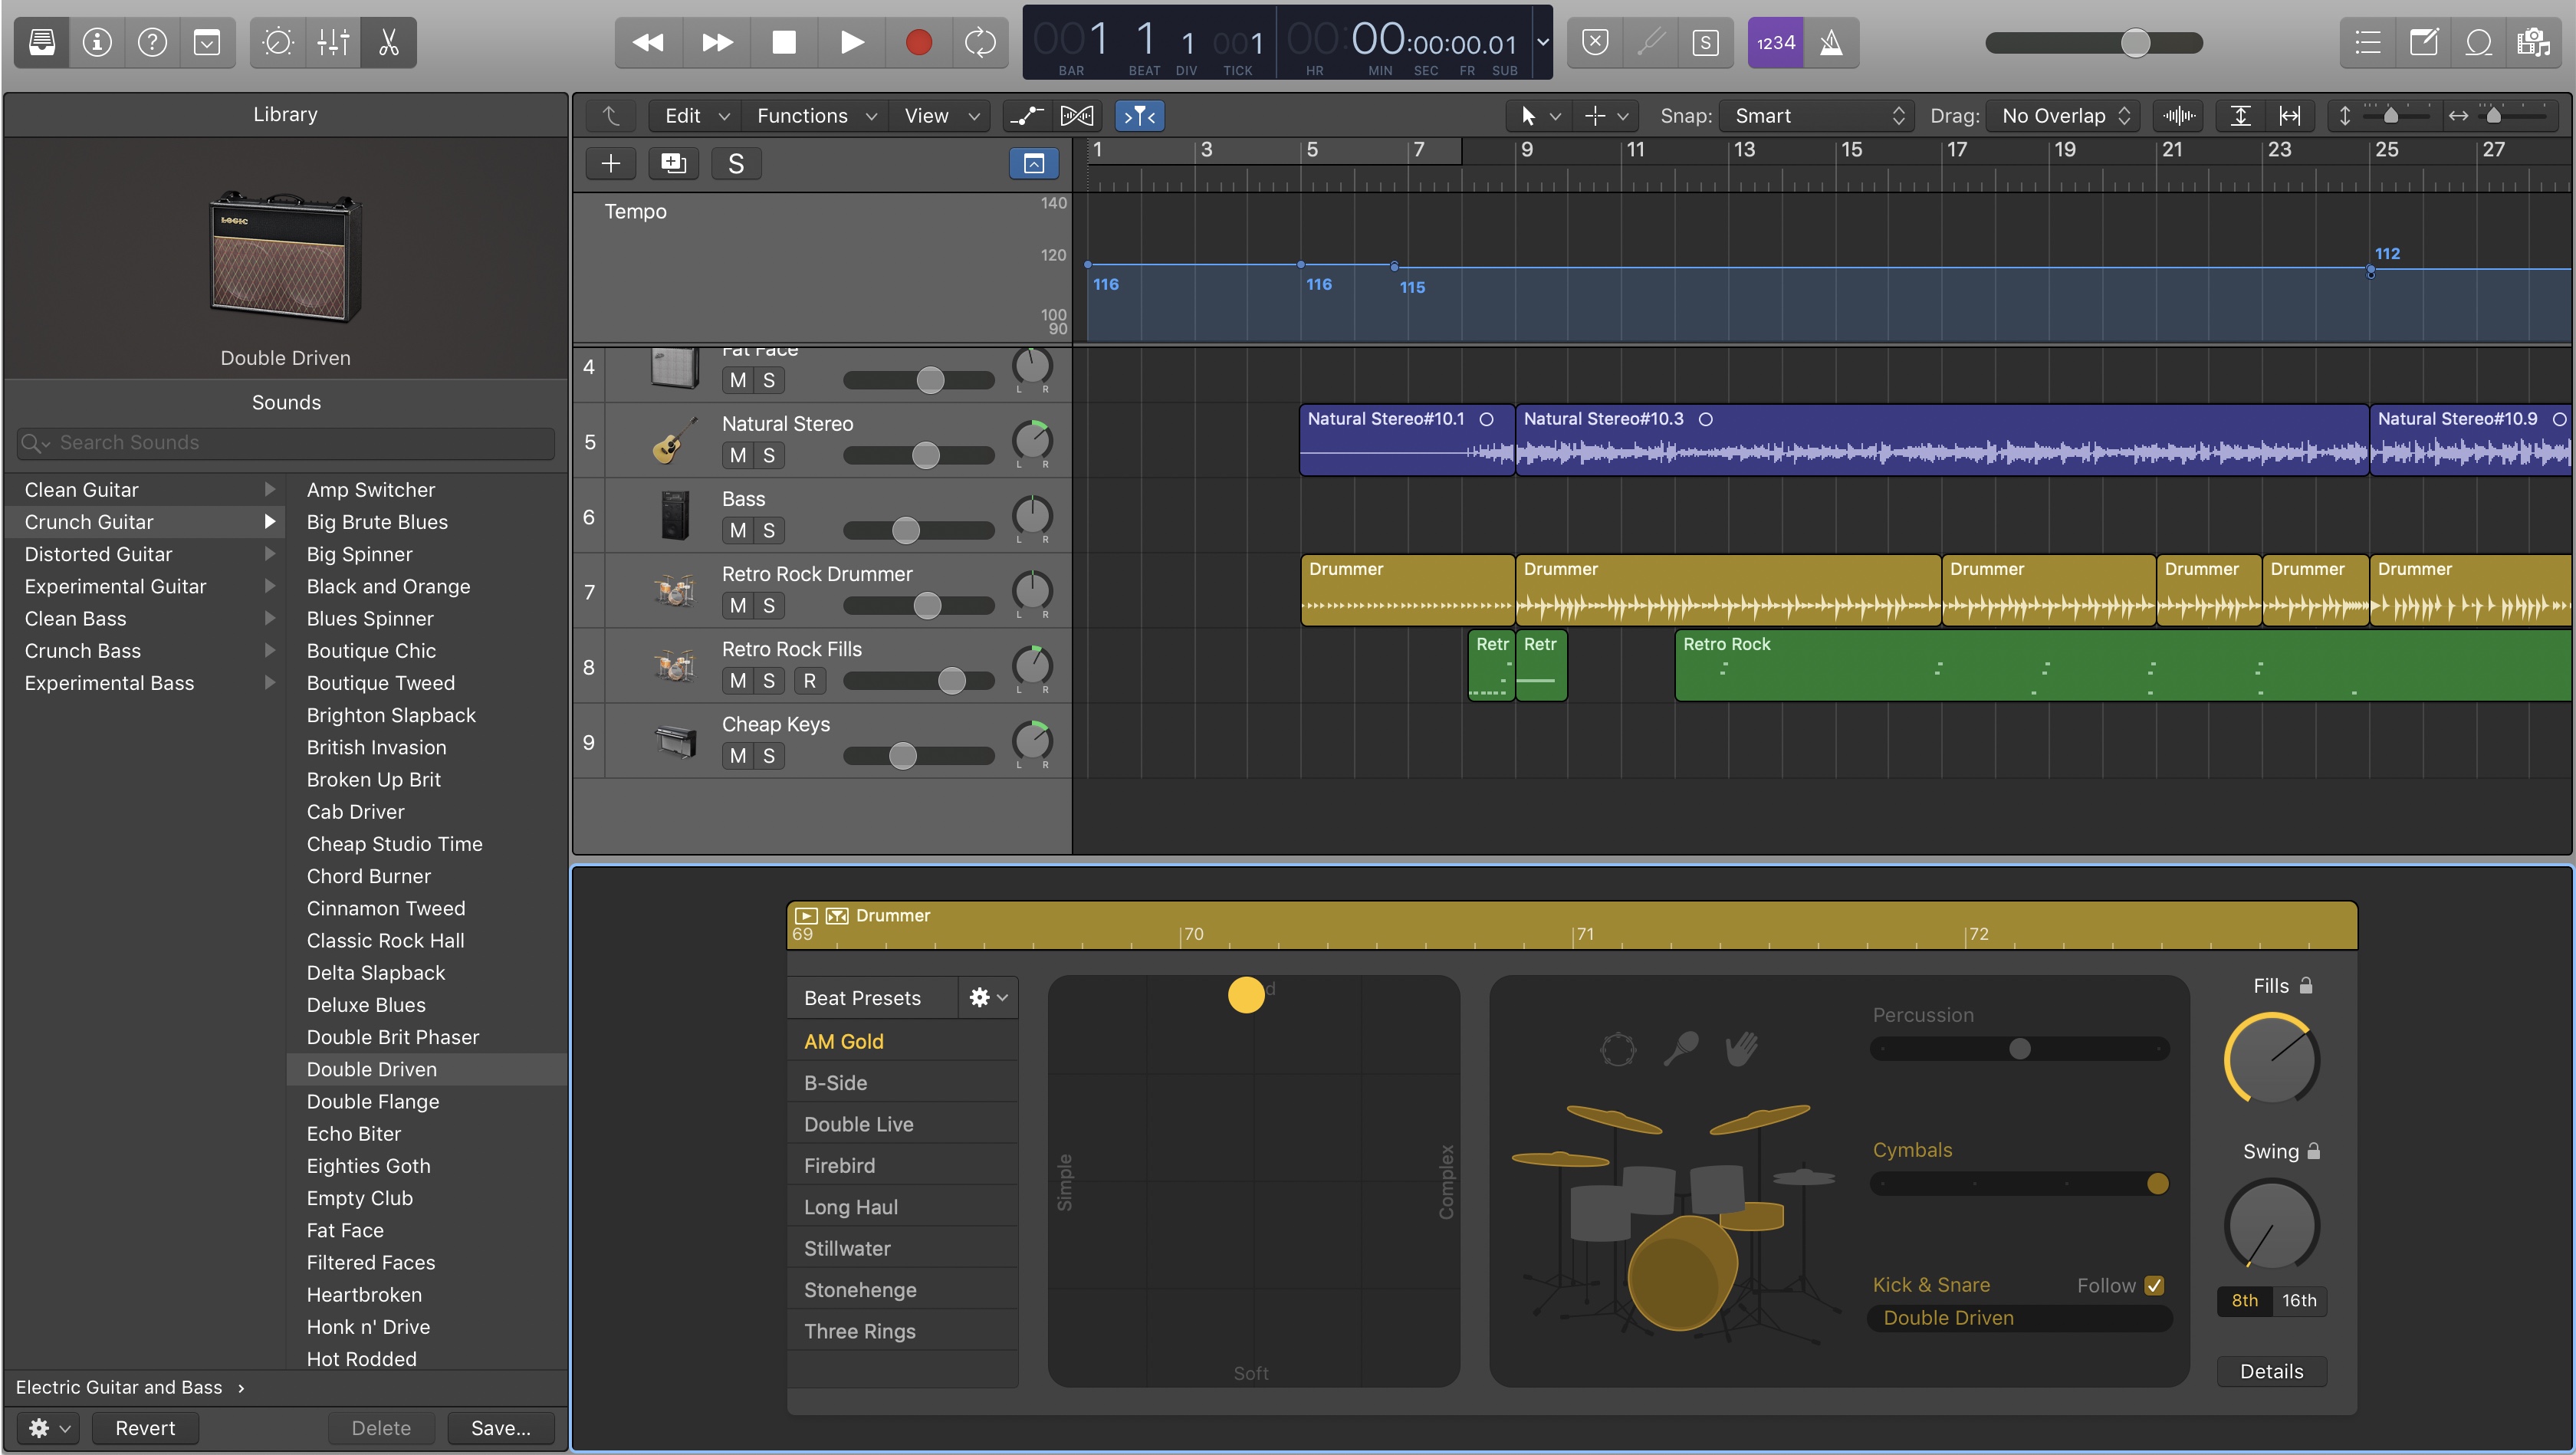 001 1 1 001
00 00:00:00.01
BAR BEAT DIV TICK HR MIN SEC FR SUB
S
1234
Library
LOGIC
Double Driven
Sounds
Search Sounds
Clean Guitar
Crunch Guitar
Distorted Guitar
Experimental Guitar
Clean Bass
Crunch Bass
Experimental Bass
Amp Switcher
Big Brute Blues
Big Spinner
Black and Orange
Blues Spinner
Boutique Chic
Boutique Tweed
Brighton Slapback
British Invasion
Broken Up Brit
Cab Driver
Cheap Studio Time
Chord Burner
Cinnamon Tweed
Classic Rock Hall
Delta Slapback
Deluxe Blues
Double Brit Phaser
Double Driven
Double Flange
Echo Biter
Eighties Goth
Empty Club
Fat Face
Filtered Faces
Heartbroken
Honk n' Drive
Hot Rodded
Electric Guitar and Bass
Revert Delete Save...
Edit Functions View Snap: Smart Drag: No Overlap
S
1 3 5 7 9 11 13 15 17 19 21 23 25 27
Tempo
140
120
100
90
116 116 115 112
4 Fat Face
M S L R
5 Natural Stereo
M S L R
Natural Stereo#10.1 Natural Stereo#10.3 Natural Stereo#10.9
6 Bass
M S L R
7 Retro Rock Drummer
M S L R
Drummer Drummer Drummer Drummer Drummer Drummer
8 Retro Rock Fills
M S R L R
Retr Retr Retro Rock
9 Cheap Keys
M S L R
Drummer
69 70 71 72
Beat Presets
AM Gold
B-Side
Double Live
Firebird
Long Haul
Stillwater
Stonehenge
Three Rings
d
Simple
Complex
Soft
Percussion
Cymbals
Kick & Snare Follow
Double Driven
Fills
Swing
8th 16th
Details